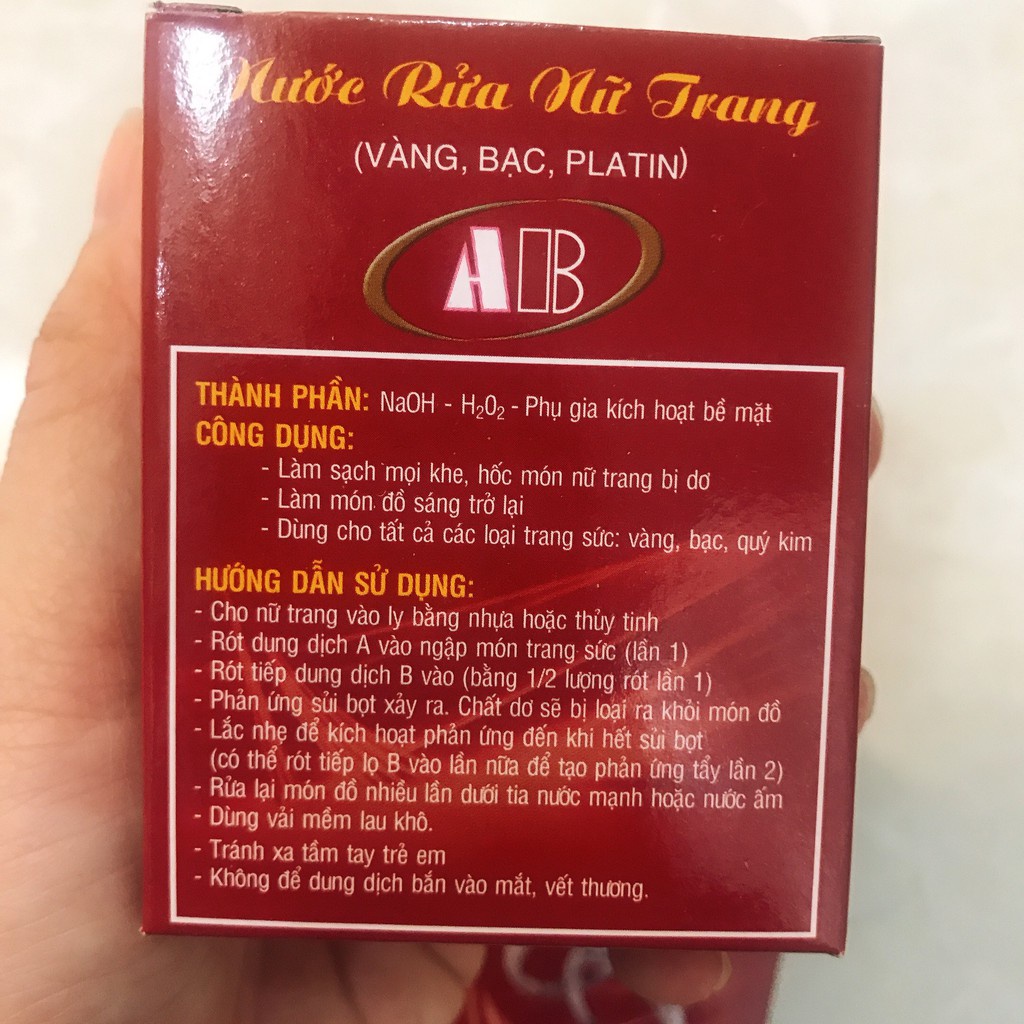 Nước Rửa Nữ Trang
(VÀNG, BẠC, PLATIN)
AB
THÀNH PHẦN: NaOH - H₂O₂ - Phụ gia kích hoạt bề mặt
CÔNG DỤNG:
- Làm sạch mọi khe, hốc món nữ trang bị dơ
- Làm món đồ sáng trở lại
- Dùng cho tất cả các loại trang sức: vàng, bạc, quý kim
HƯỚNG DẪN SỬ DỤNG:
- Cho nữ trang vào ly bằng nhựa hoặc thủy tinh
- Rót dung dịch A vào ngập món trang sức (lần 1)
- Rót tiếp dung dịch B vào (bằng 1/2 lượng rót lần 1)
- Phản ứng sủi bọt xảy ra. Chất dơ sẽ bị loại ra khỏi món đồ
- Lắc nhẹ để kích hoạt phản ứng đến khi hết sủi bọt
(có thể rót tiếp lọ B vào lần nữa để tạo phản ứng tẩy lần 2)
- Rửa lại món đồ nhiều lần dưới tia nước mạnh hoặc nước ấm
- Dùng vải mềm lau khô.
- Tránh xa tầm tay trẻ em
- Không để dung dịch bắn vào mắt, vết thương.